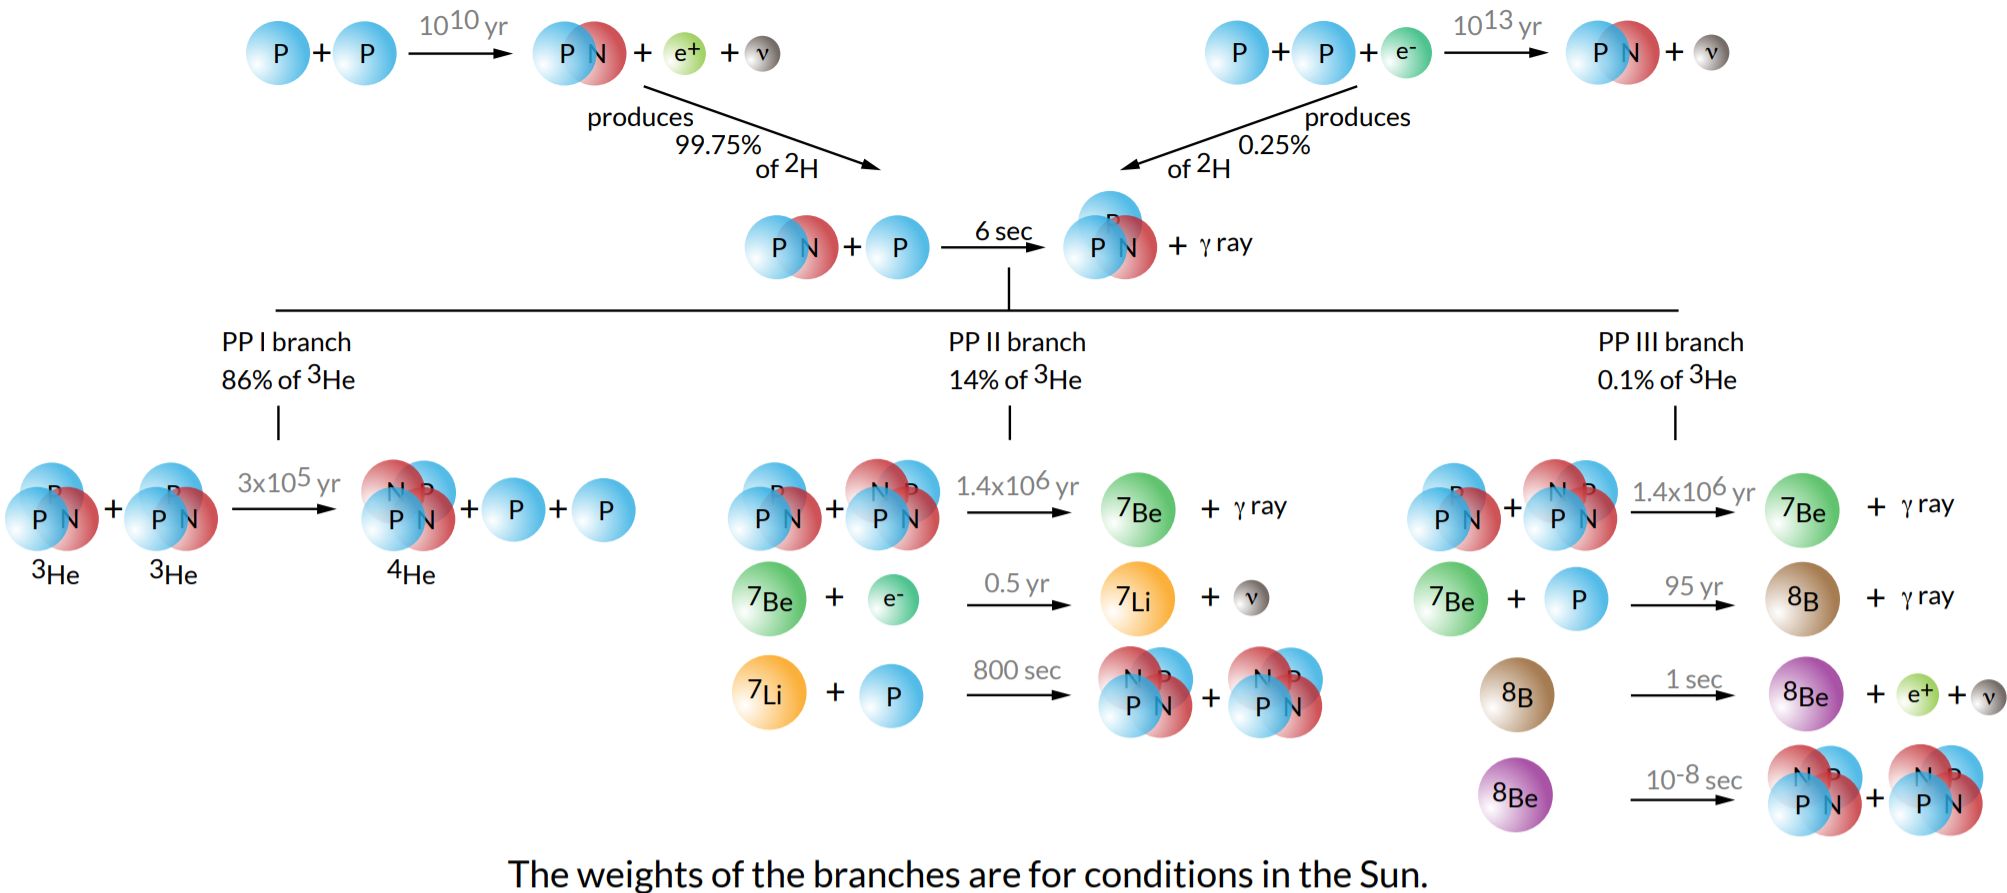 P + P 10^10 yr P N + e+ + ν
P + P + e- 10^13 yr P N + ν
produces
99.75%
of 2H
produces
0.25%
of 2H
P N + P 6 sec P P N + γ ray
PP I branch
86% of 3He
PP II branch
14% of 3He
PP III branch
0.1% of 3He
P P N + P P N 3x10^5 yr N P P N + P + P
3He 3He 4He
P P N + N P P N 1.4x10^6 yr 7Be + γ ray
7Be + e- 0.5 yr 7Li + ν
7Li + P 800 sec N P P N + N P P N
P P N + N P P N 1.4x10^6 yr 7Be + γ ray
7Be + P 95 yr 8B + γ ray
8B 1 sec 8Be + e+ + ν
8Be 10^-8 sec N P P N + N P P N
The weights of the branches are for conditions in the Sun.